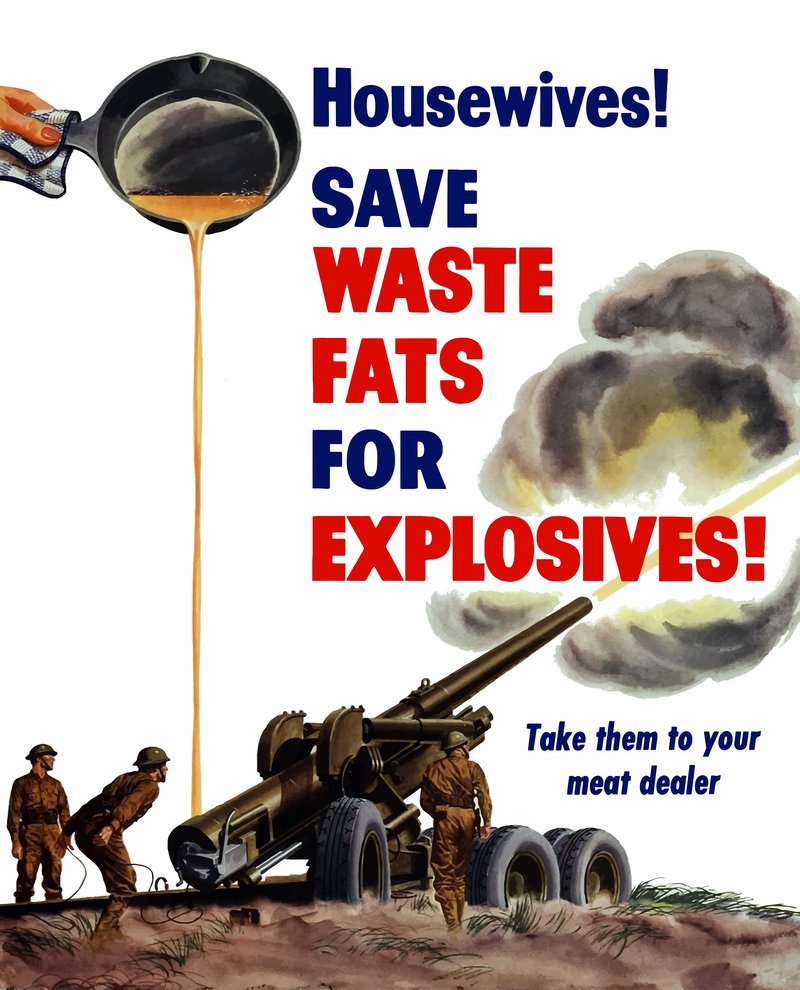 Housewives!
SAVE
WASTE
FATS
FOR
EXPLOSIVES!
Take them to your
meat dealer